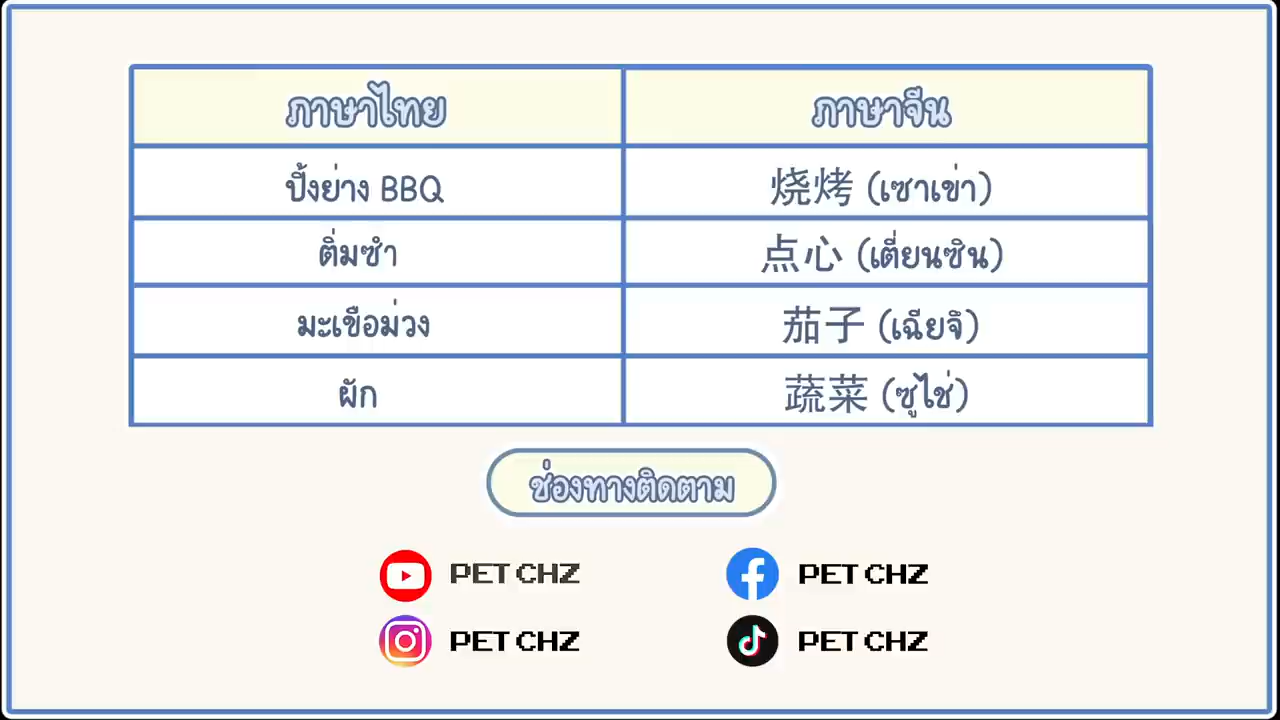 ภาษาไทย ภาษาจีน
ปิ้งย่าง BBQ 烧烤 (เซาเข่า)
ติ่มซำ 点心 (เตี่ยนซิน)
มะเขือม่วง 茄子 (เฉียจึ)
ผัก 蔬菜 (ซูไช่)
ช่องทางติดตาม
PET CHZ PET CHZ
PET CHZ PET CHZ